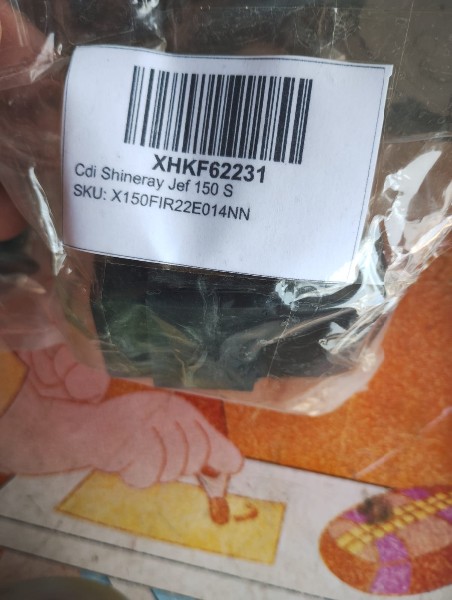 XHKF62231
Cdi Shineray Jef 150 S
SKU: X150FIR22E014NN